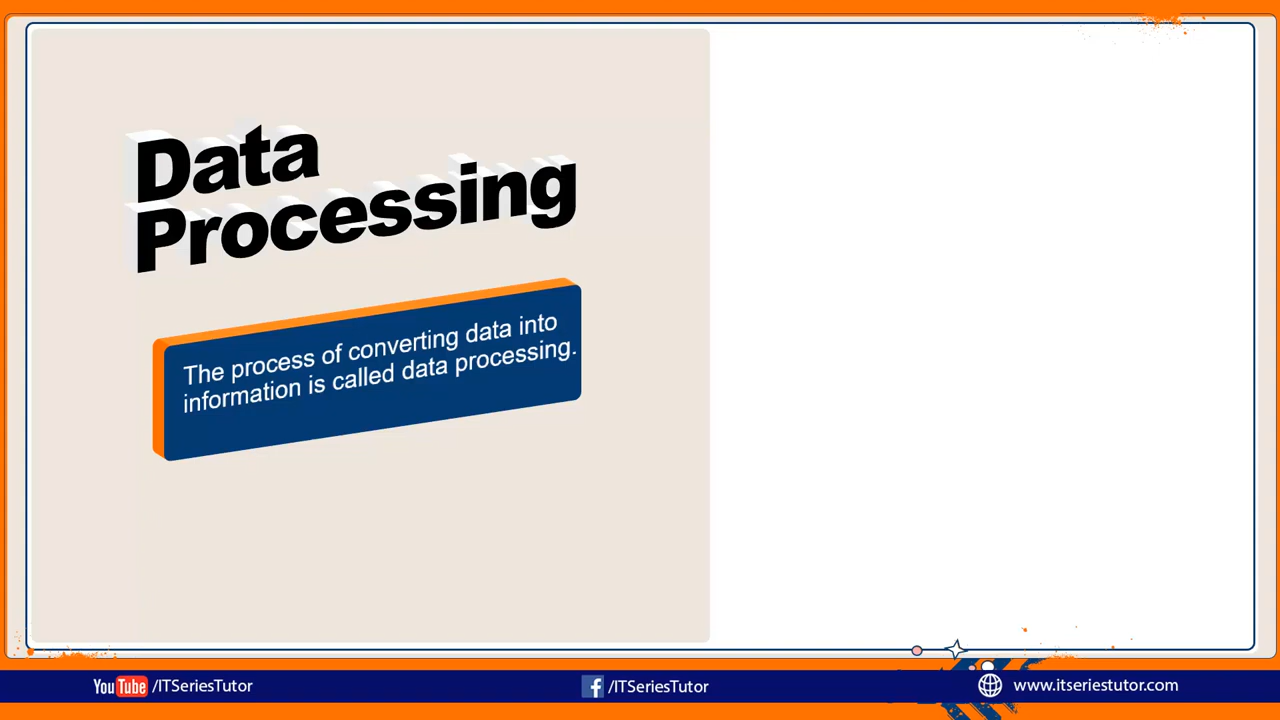 Data
Processing
The process of converting data into
information is called data processing.
YouTube /ITSeriesTutor
/ITSeriesTutor
www.itseriestutor.com